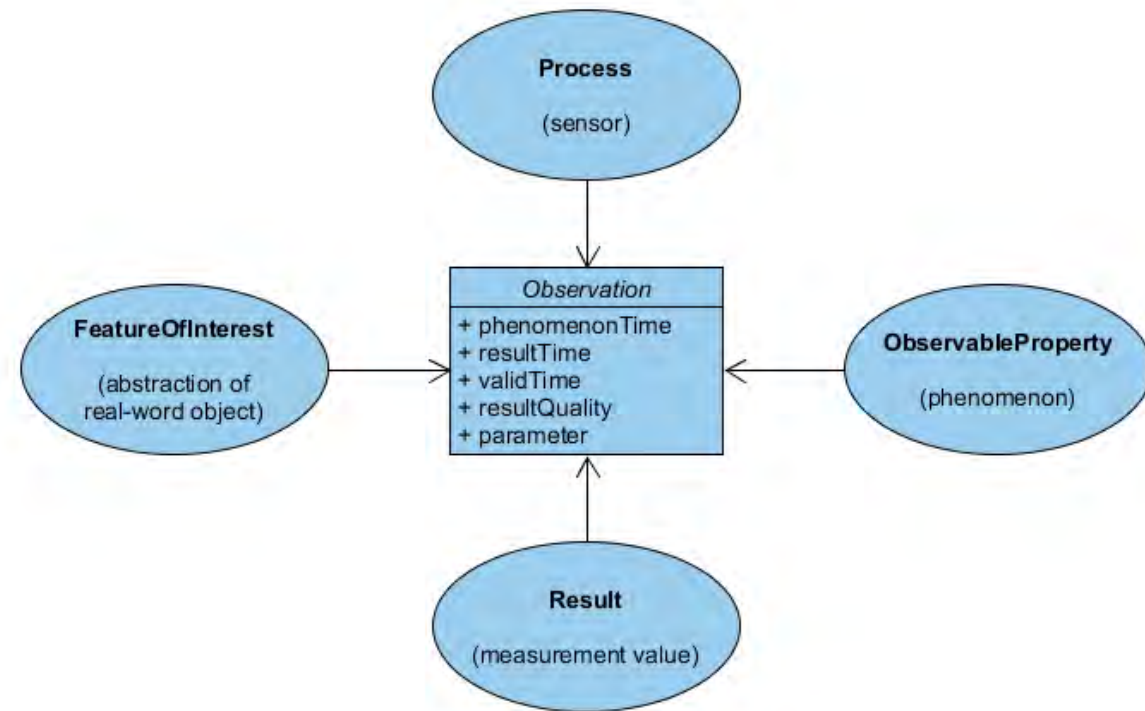 Process
(sensor)
Observation
+ phenomenonTime
+ resultTime
+ validTime
+ resultQuality
+ parameter
FeatureOfInterest
(abstraction of
real-word object)
ObservableProperty
(phenomenon)
Result
(measurement value)